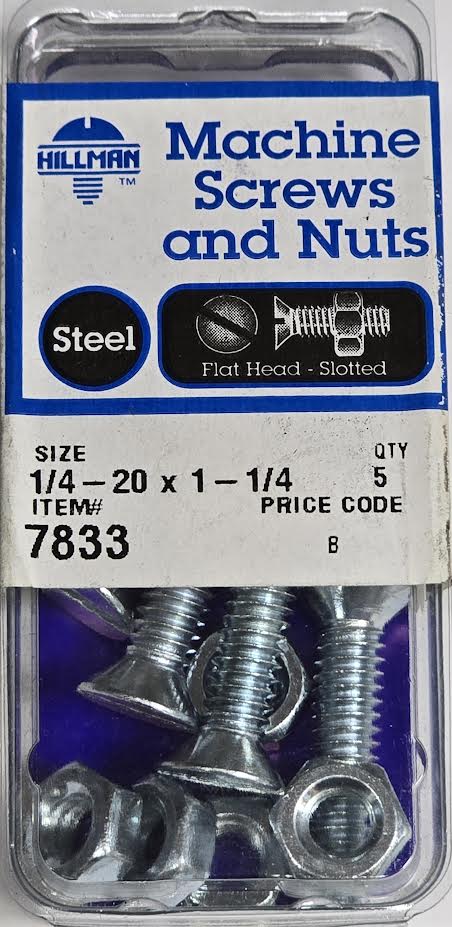 HILLMAN
TM
Machine
Screws
and Nuts
Steel
Flat Head - Slotted
SIZE QTY
1/4 – 20 x 1 – 1/4 5
ITEM# PRICE CODE
7833 B